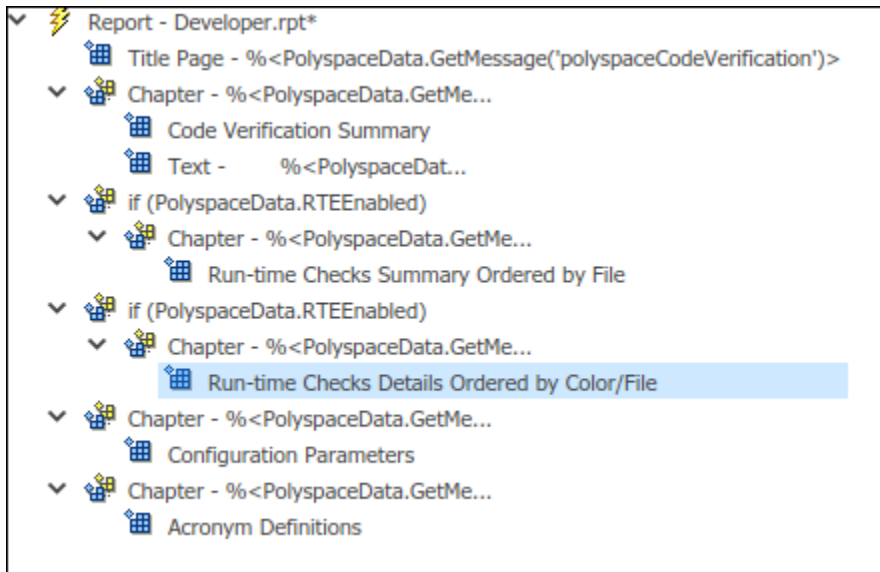 Report - Developer.rpt*
Title Page - %<PolyspaceData.GetMessage('polyspaceCodeVerification')>
Chapter - %<PolyspaceData.GetMe...
Code Verification Summary
Text - %<PolyspaceDat...
if (PolyspaceData.RTEEnabled)
Chapter - %<PolyspaceData.GetMe...
Run-time Checks Summary Ordered by File
if (PolyspaceData.RTEEnabled)
Chapter - %<PolyspaceData.GetMe...
Run-time Checks Details Ordered by Color/File
Chapter - %<PolyspaceData.GetMe...
Configuration Parameters
Chapter - %<PolyspaceData.GetMe...
Acronym Definitions